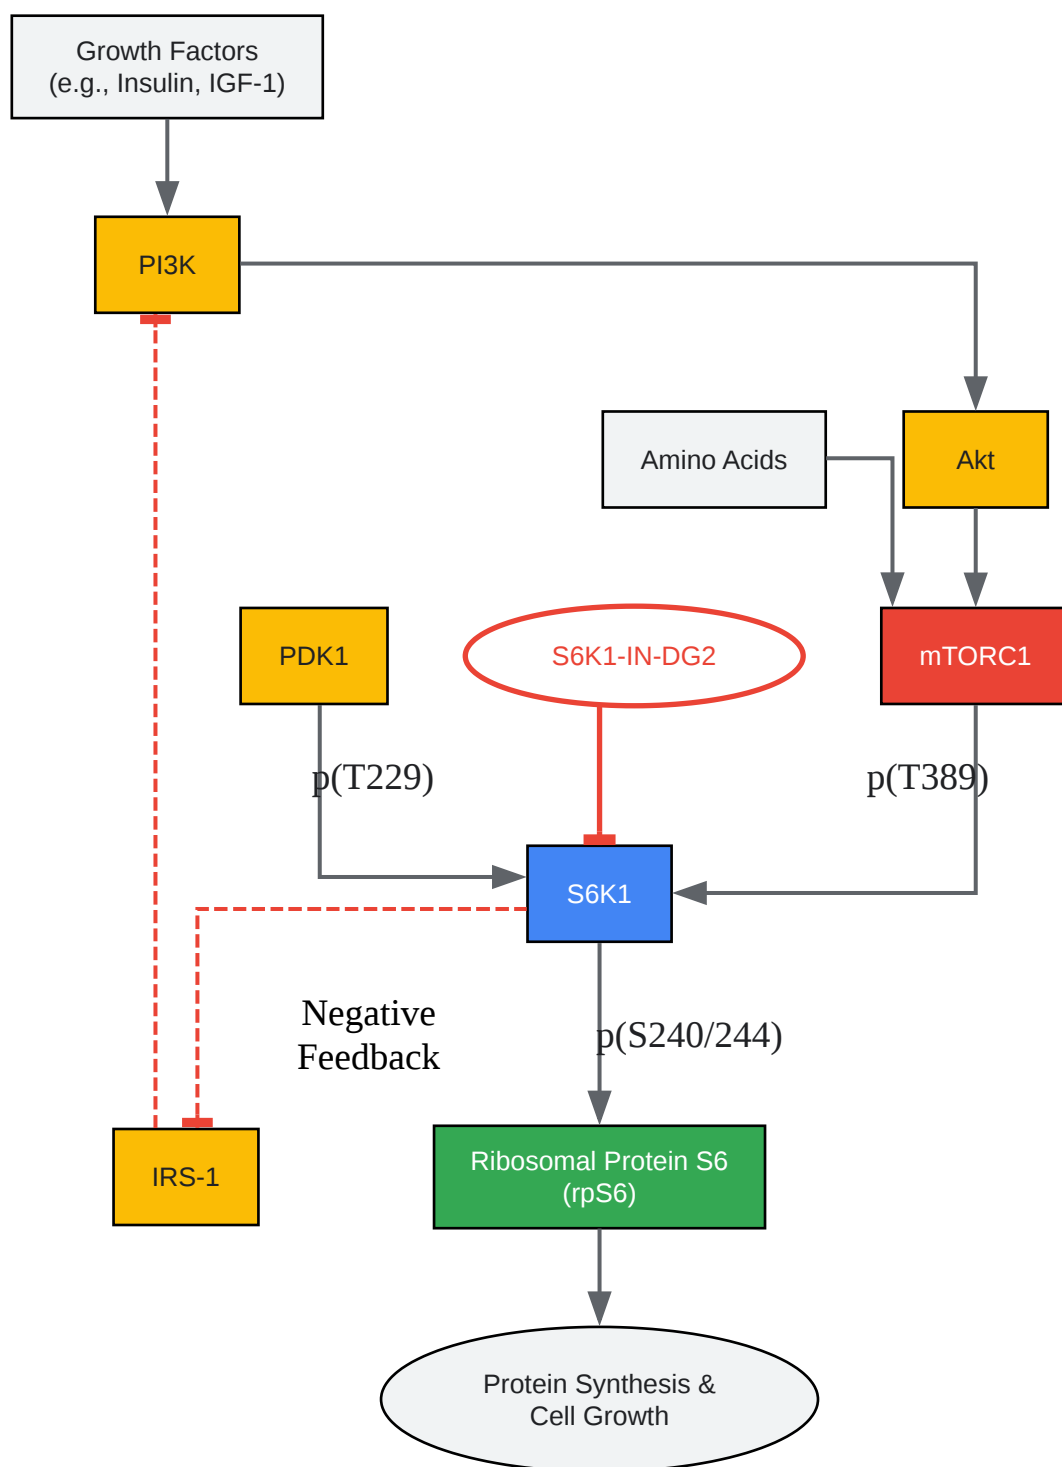 Growth Factors
(e.g., Insulin, IGF-1)
PI3K
Amino Acids
Akt
PDK1
S6K1-IN-DG2
mTORC1
p(T229)
p(T389)
S6K1
Negative
Feedback
p(S240/244)
IRS-1
Ribosomal Protein S6
(rpS6)
Protein Synthesis &
Cell Growth